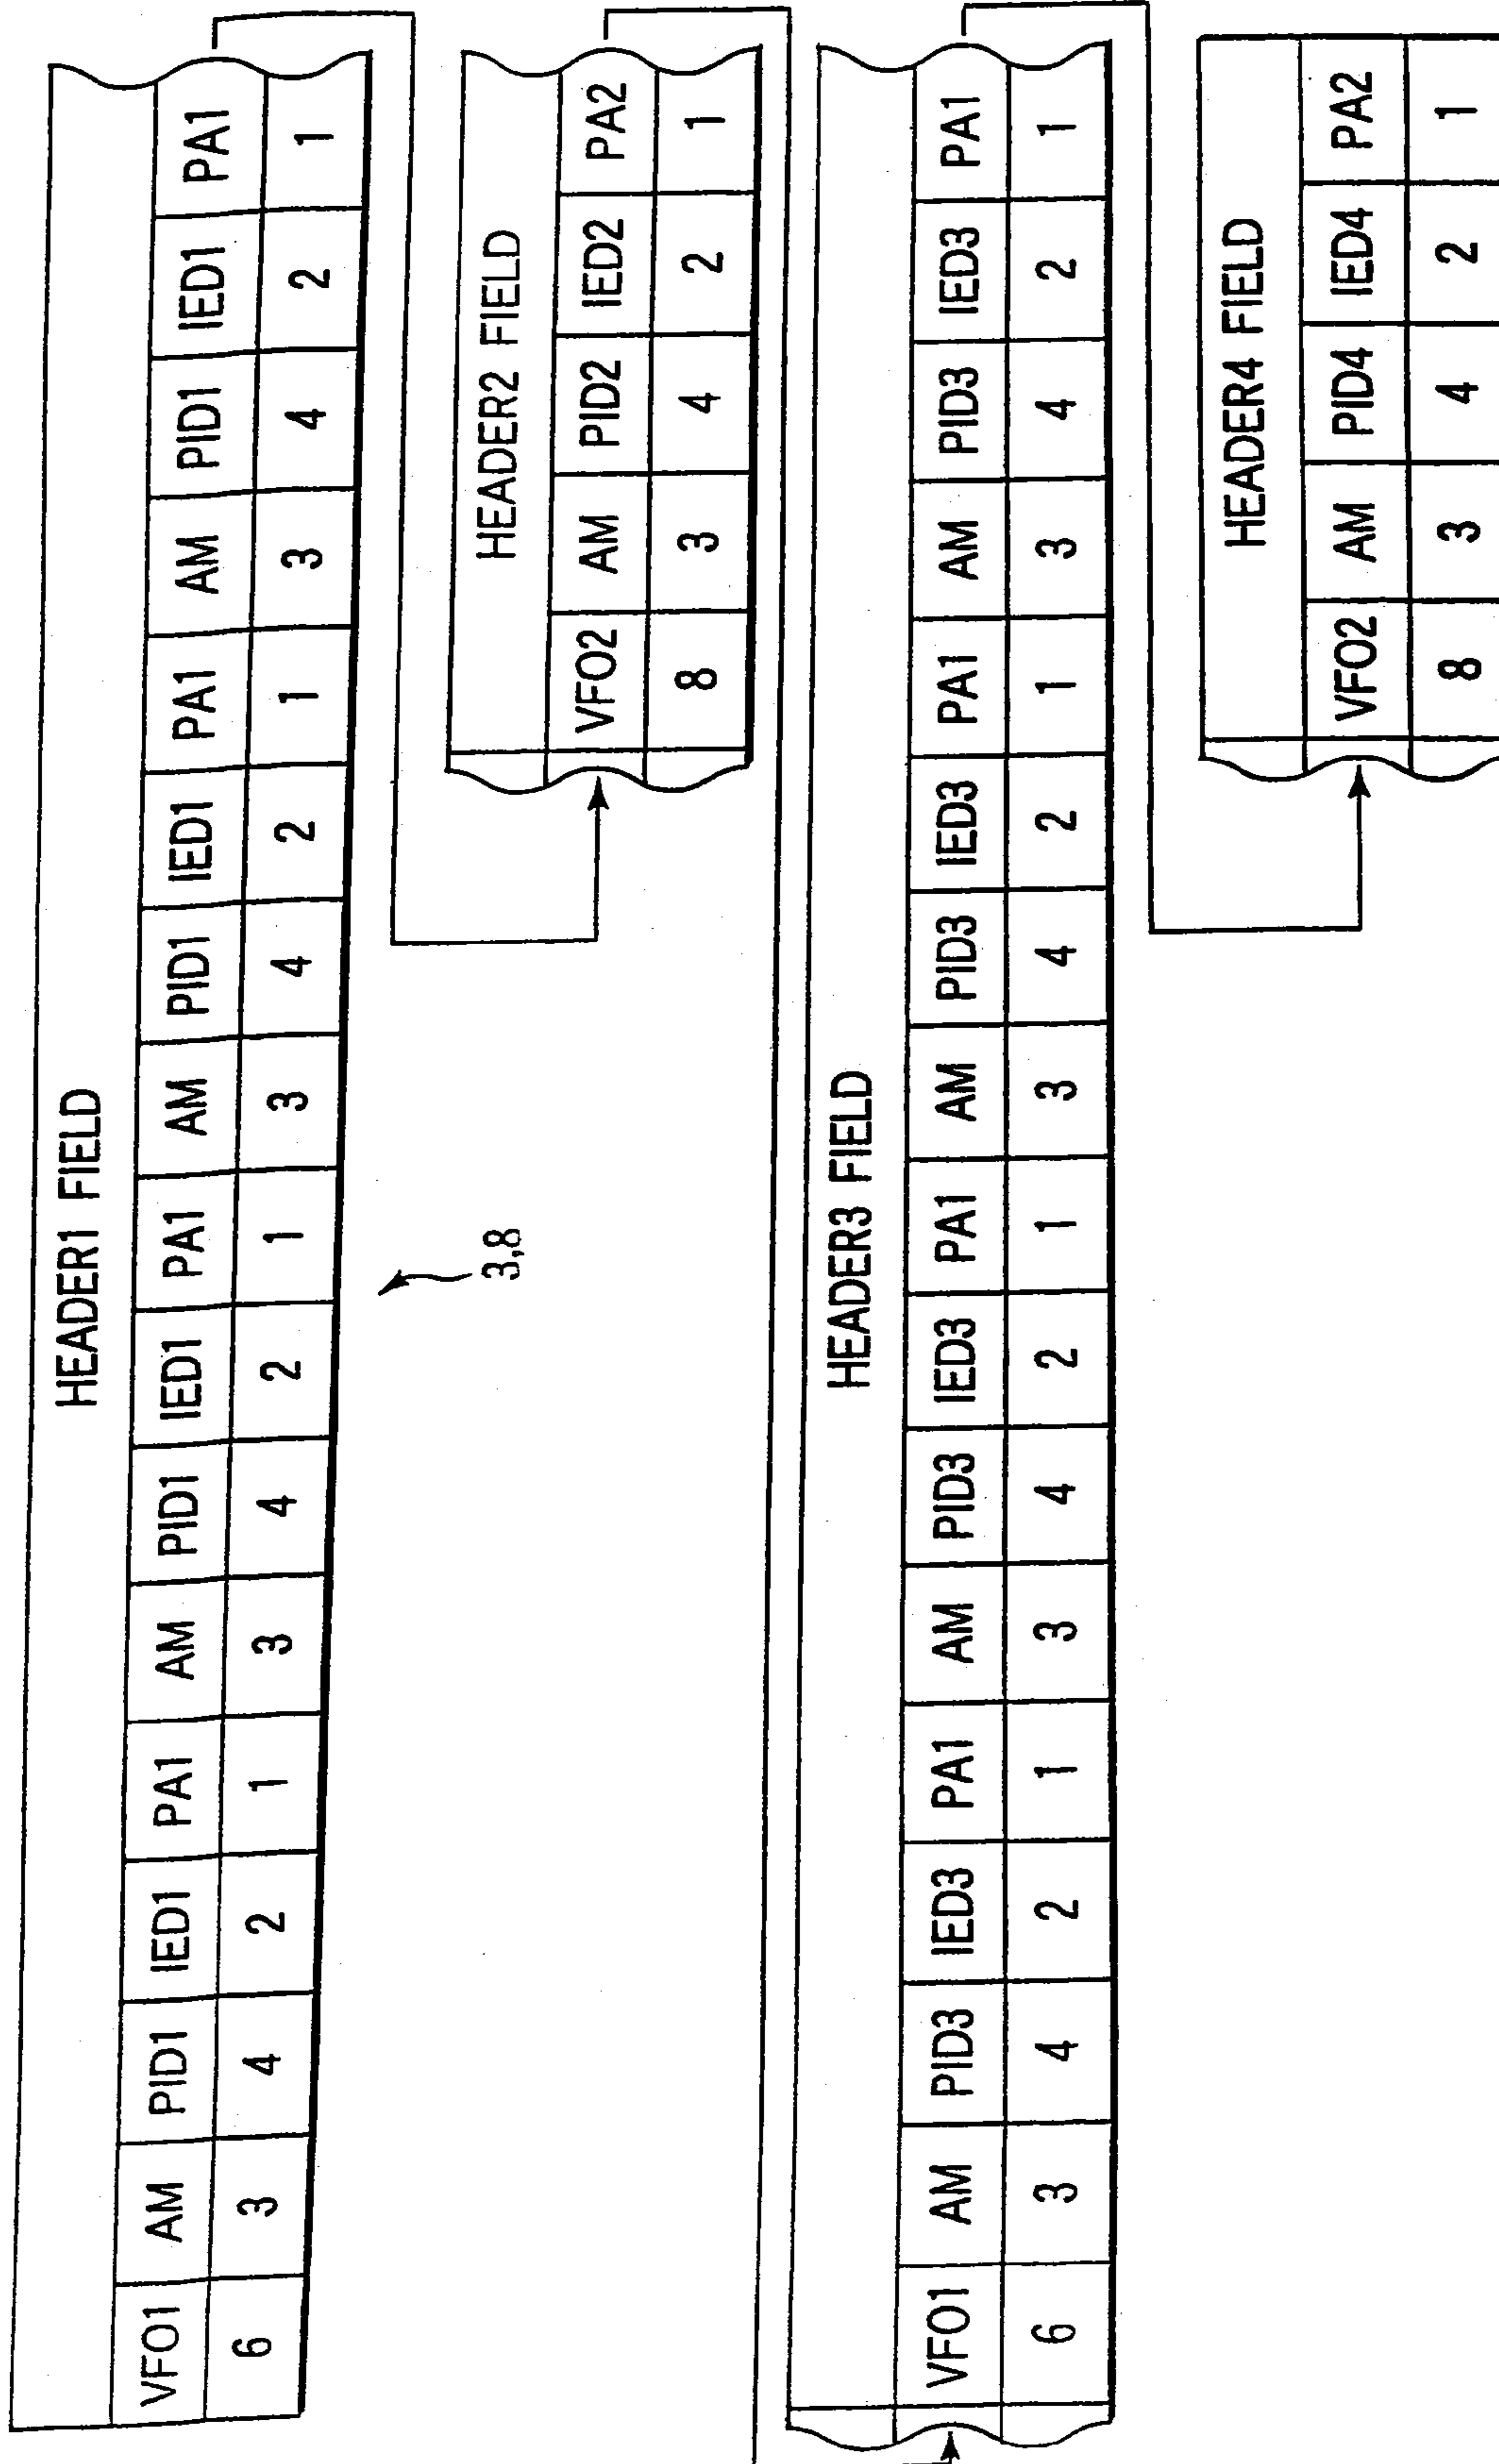 HEADER1 FIELD
VFO1 AM PID1 IED1 PA1 AM PID1 IED1 PA1 AM PID1 IED1 PA1 AM PID1 IED1 PA1
6 3 4 2 1 3 4 2 1 3 4 2 1 3 4 2 1
3,8
HEADER2 FIELD
VFO2 AM PID2 IED2 PA2
8 3 4 2 1
HEADER3 FIELD
VFO1 AM PID3 IED3 PA1 AM PID3 IED3 PA1 AM PID3 IED3 PA1 AM PID3 IED3 PA1
6 3 4 2 1 3 4 2 1 3 4 2 1 3 4 2 1
HEADER4 FIELD
VFO2 AM PID4 IED4 PA2
8 3 4 2 1